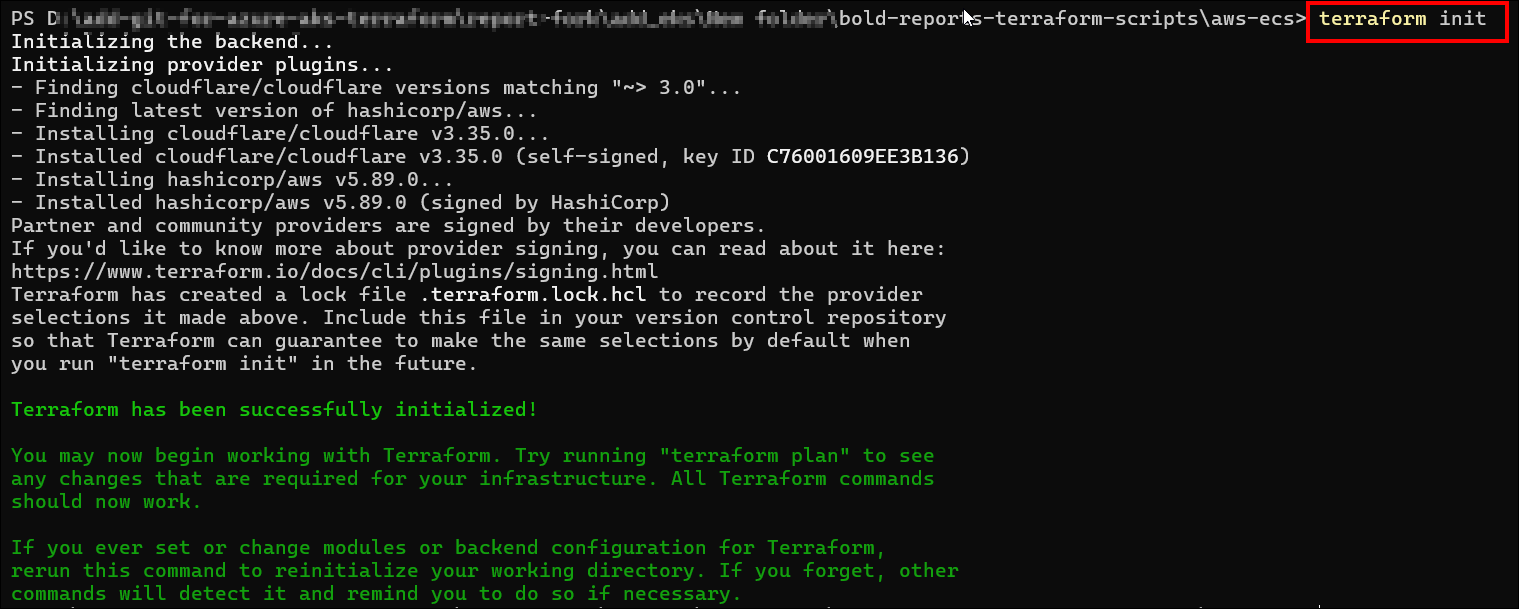 PS D:\bold-reports-terraform-scripts\aws-ecs> terraform init
Initializing the backend...
Initializing provider plugins...
- Finding cloudflare/cloudflare versions matching "~> 3.0"...
- Finding latest version of hashicorp/aws...
- Installing cloudflare/cloudflare v3.35.0...
- Installed cloudflare/cloudflare v3.35.0 (self-signed, key ID C76001609EE3B136)
- Installing hashicorp/aws v5.89.0...
- Installed hashicorp/aws v5.89.0 (signed by HashiCorp)
Partner and community providers are signed by their developers.
If you'd like to know more about provider signing, you can read about it here:
https://www.terraform.io/docs/cli/plugins/signing.html
Terraform has created a lock file .terraform.lock.hcl to record the provider
selections it made above. Include this file in your version control repository
so that Terraform can guarantee to make the same selections by default when
you run "terraform init" in the future.
Terraform has been successfully initialized!
You may now begin working with Terraform. Try running "terraform plan" to see
any changes that are required for your infrastructure. All Terraform commands
should now work.
If you ever set or change modules or backend configuration for Terraform,
rerun this command to reinitialize your working directory. If you forget, other
commands will detect it and remind you to do so if necessary.